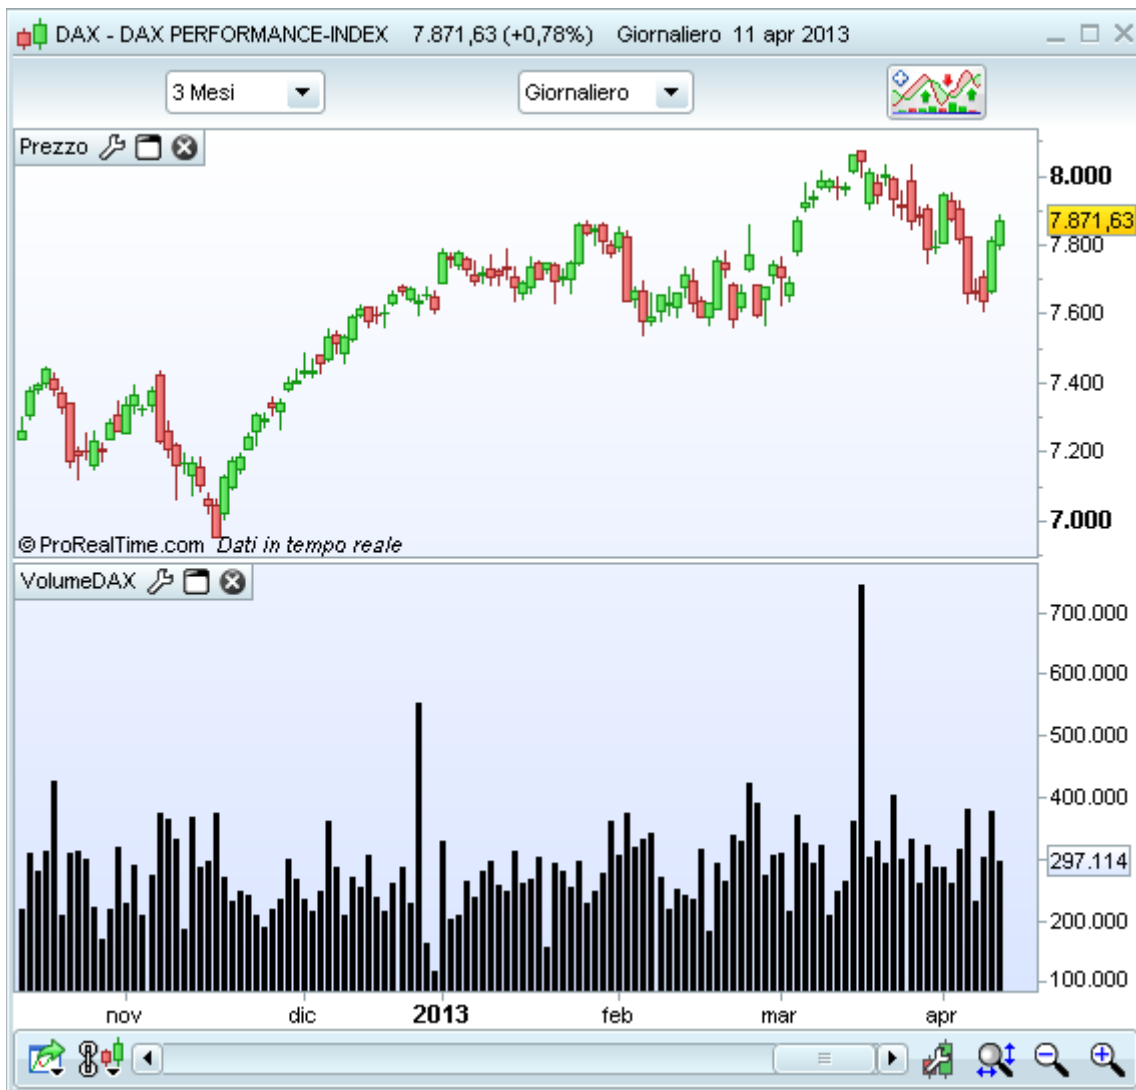 DAX - DAX PERFORMANCE-INDEX 7.871,63 (+0,78%) Giornaliero 11 apr 2013
3 Mesi Giornaliero
Prezzo
8.000
7.871,63
7.800
7.600
7.400
7.200
7.000
© ProRealTime.com Dati in tempo reale
VolumeDAX
700.000
600.000
500.000
400.000
297.114
200.000
100.000
nov dic 2013 feb mar apr